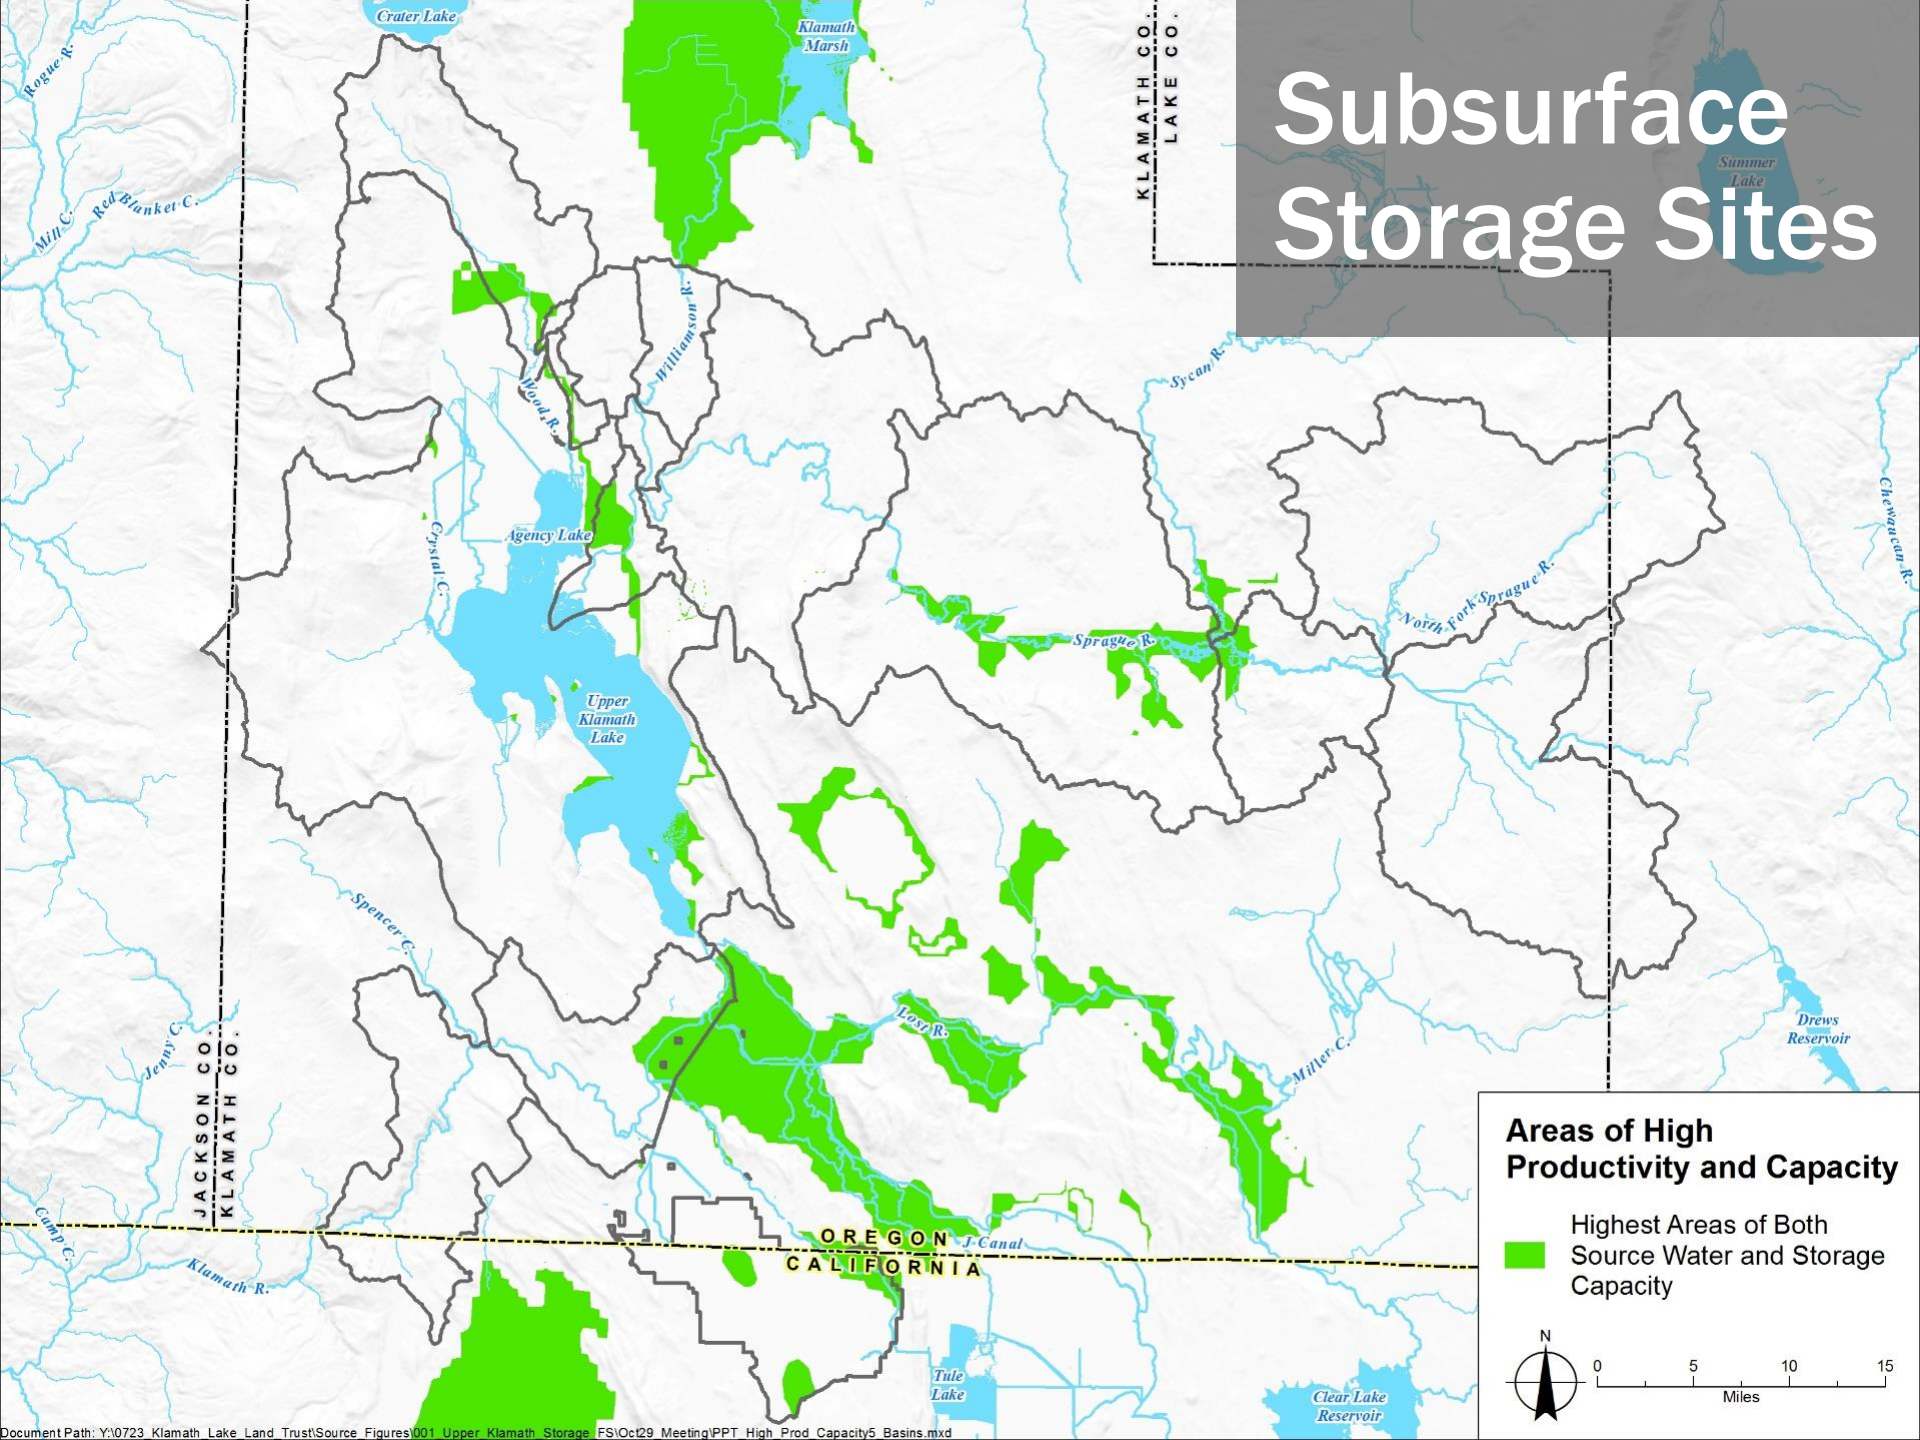 Subsurface
Storage Sites
Crater Lake
Klamath
Marsh
KLAMATH CO.
LAKE CO.
Summer
Lake
Rogue R.
Mill C.
Red Blanket C.
Williamson R.
Wood R.
Sycan R.
Chewaucan R.
Agency Lake
Crystal C.
North Fork Sprague R.
Sprague R.
Upper
Klamath
Lake
Spencer C.
Lost R.
Miller C.
Drews
Reservoir
Jenny C.
JACKSON CO.
KLAMATH CO.
Camp C.
Klamath R.
OREGON
CALIFORNIA
J Canal
Tule
Lake
Clear Lake
Reservoir
Areas of High
Productivity and Capacity
Highest Areas of Both
Source Water and Storage
Capacity
N
0 5 10 15
Miles
Document Path: Y:\0723_Klamath_Lake_Land_Trust\Source_Figures\001_Upper_Klamath_Storage_FS\Oct29_Meeting\PPT_High_Prod_Capacity5_Basins.mxd